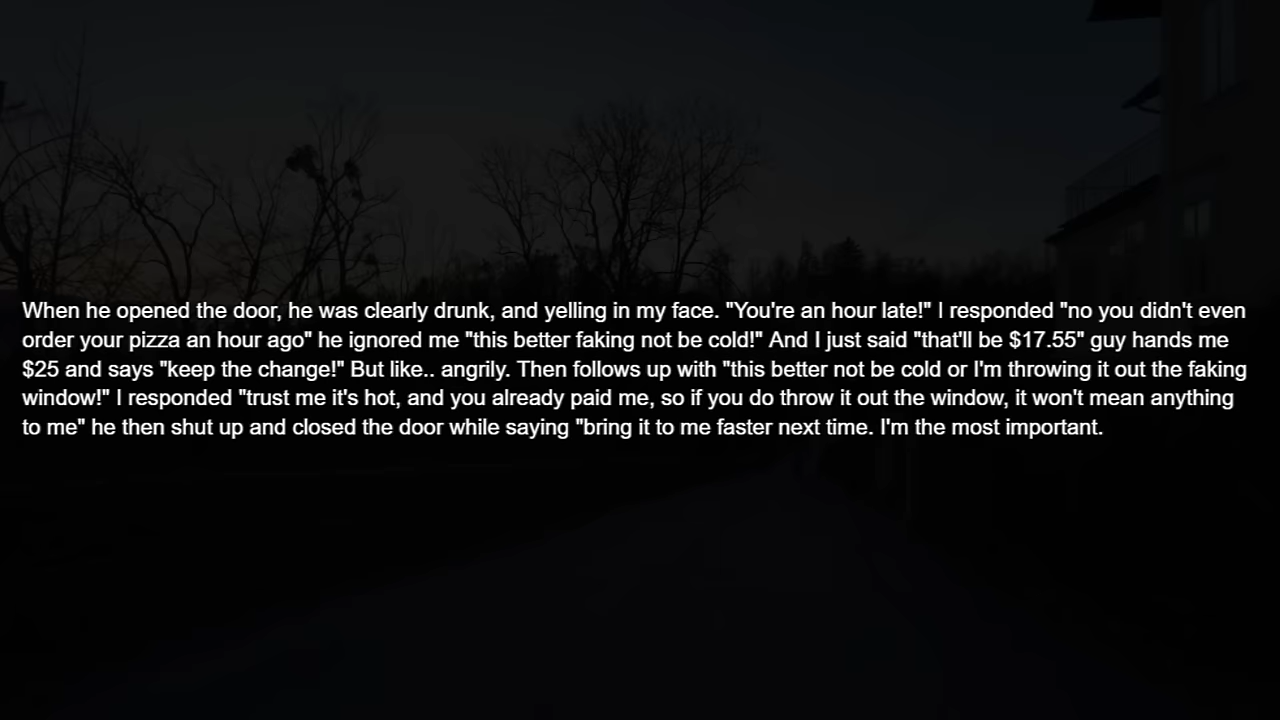 When he opened the door, he was clearly drunk, and yelling in my face. "You're an hour late!" I responded "no you didn't even
order your pizza an hour ago" he ignored me "this better faking not be cold!" And I just said "that'll be $17.55" guy hands me
$25 and says "keep the change!" But like.. angrily. Then follows up with "this better not be cold or I'm throwing it out the faking
window!" I responded "trust me it's hot, and you already paid me, so if you do throw it out the window, it won't mean anything
to me" he then shut up and closed the door while saying "bring it to me faster next time. I'm the most important.